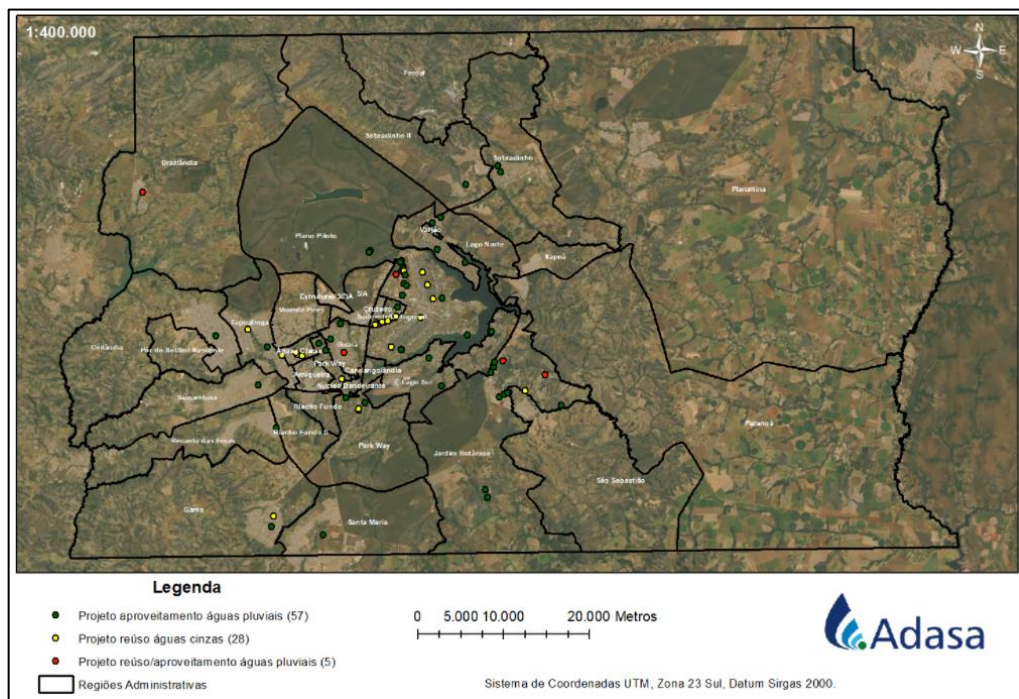 1:400.000
N
W E
S
Fercal
Sobradinho II
Sobradinho
Brazlândia
Planaltina
Plano Piloto
Varjão
Lago Norte
Itapoã
Estrutural/SCIA
SIA
Vicente Pires
Cruzeiro
Taguatinga
Ceilândia
Guará
Águas Claras
Park Way
Arniqueira
Candangolândia
Núcleo Bandeirante
Lago Sul
Samambaia
Riacho Fundo
Riacho Fundo II
Recanto das Emas
Park Way
Jardim Botânico
Paranoá
São Sebastião
Gama
Santa Maria
Legenda
Projeto aproveitamento águas pluviais (57)
Projeto reúso águas cinzas (28)
Projeto reúso/aproveitamento águas pluviais (5)
Regiões Administrativas
0 5.000 10.000 20.000 Metros
Adasa
Sistema de Coordenadas UTM, Zona 23 Sul, Datum Sirgas 2000.